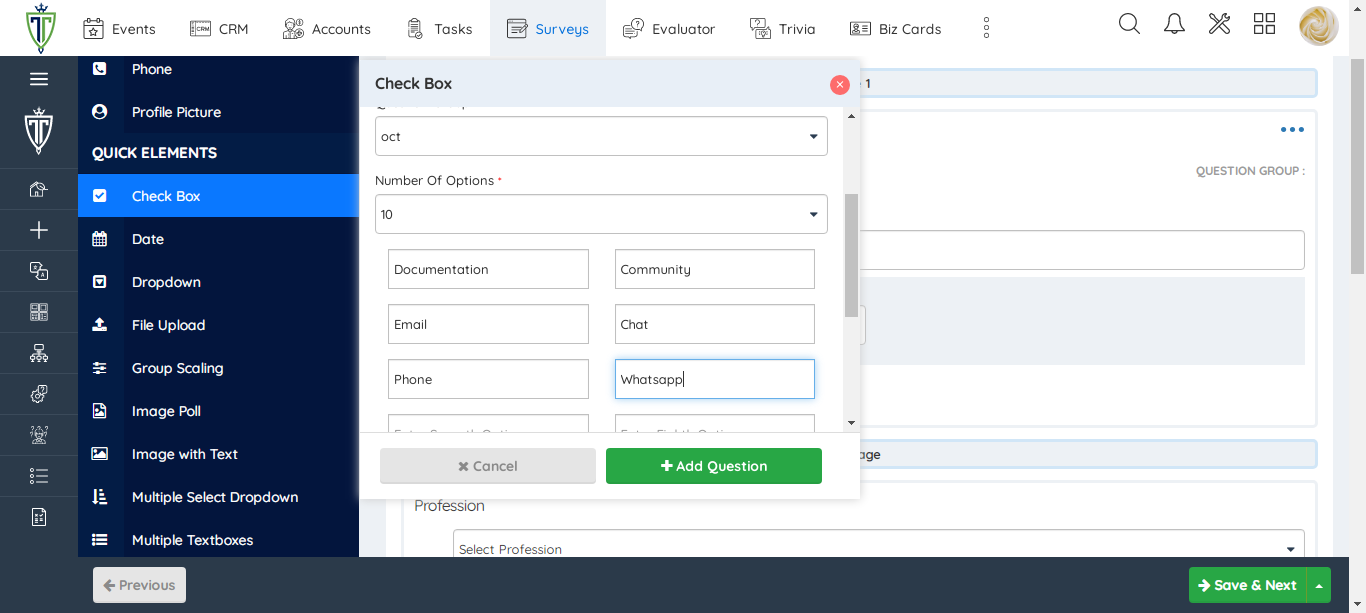 Events CRM Accounts Tasks Surveys Evaluator Trivia Biz Cards
Phone
Profile Picture
QUICK ELEMENTS
Check Box
Date
Dropdown
File Upload
Group Scaling
Image Poll
Image with Text
Multiple Select Dropdown
Multiple Textboxes
Check Box
oct
Number Of Options *
10
Documentation Community
Email Chat
Phone Whatsapp
Cancel Add Question
1
QUESTION GROUP :
age
Profession
Select Profession
Previous Save & Next